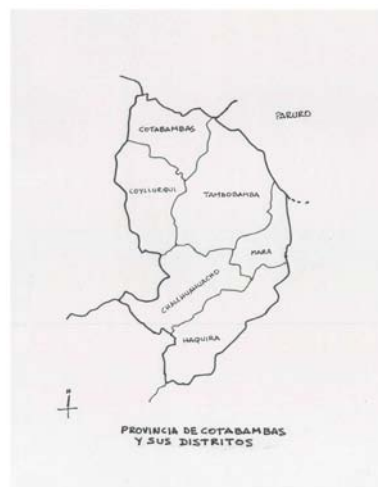 PARURO
COTABAMBAS
COYLLURQUI
TAMBOBAMBA
MARA
CHALLHUAHUACHO
HAQUIRA
PROVINCIA DE COTABAMBAS
Y SUS DISTRITOS